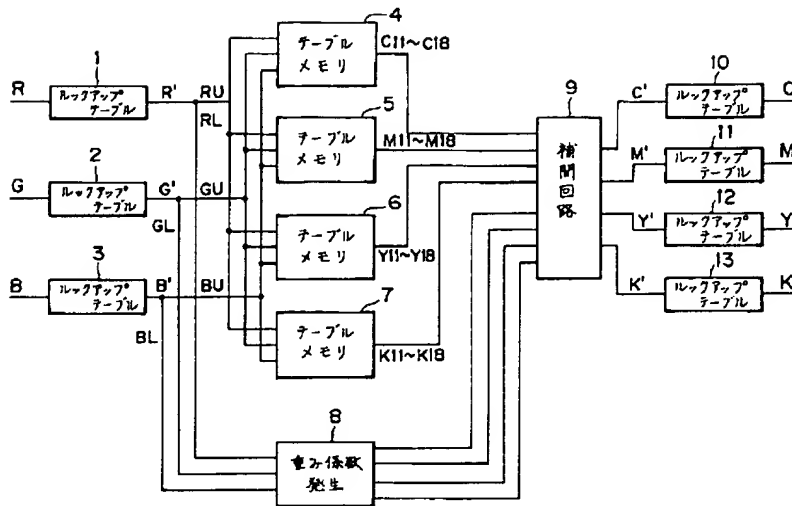 1
R
ルックアップ
テーブル
R'
RU
RL
2
G
ルックアップ
テーブル
G'
GU
GL
3
B
ルックアップ
テーブル
B'
BU
BL
4
テーブル
メモリ
C11~C18
5
テーブル
メモリ
M11~M18
6
テーブル
メモリ
Y11~Y18
7
テーブル
メモリ
K11~K18
8
重み係数
発生
9
補間回路
10
C'
ルックアップ
テーブル
C
11
M'
ルックアップ
テーブル
M
12
Y'
ルックアップ
テーブル
Y
13
K'
ルックアップ
テーブル
K